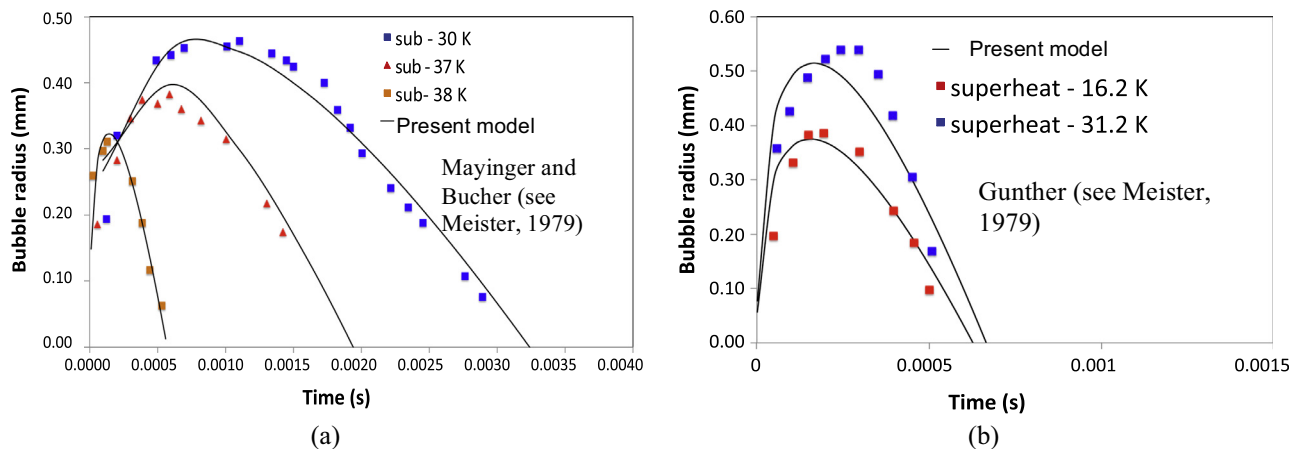 0.50
0.40
0.30
0.20
0.10
0.00
Bubble radius (mm)
sub - 30 K
sub - 37 K
sub- 38 K
Present model
Mayinger and
Bucher (see
Meister, 1979)
0.0000 0.0005 0.0010 0.0015 0.0020 0.0025 0.0030 0.0035 0.0040
Time (s)
(a)
0.60
0.50
0.40
0.30
0.20
0.10
0.00
Bubble radius (mm)
Present model
superheat - 16.2 K
superheat - 31.2 K
Gunther (see Meister,
1979)
0 0.0005 0.001 0.0015
Time (s)
(b)